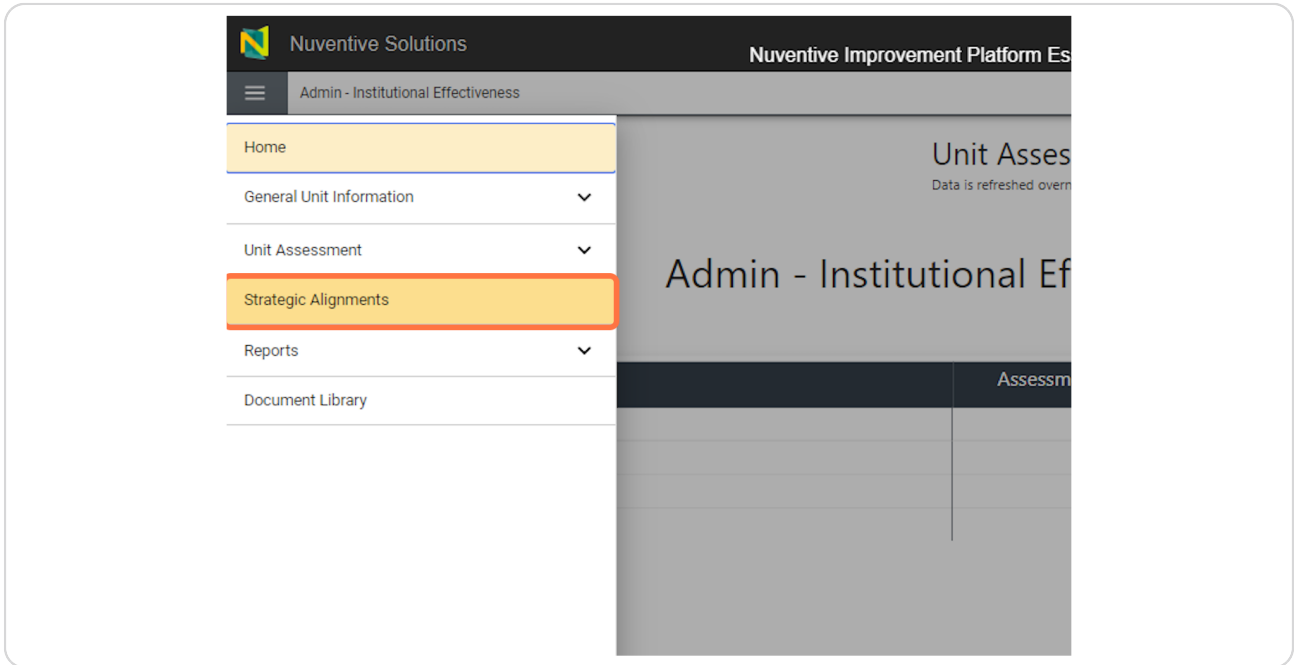 Nuventive Solutions
Nuventive Improvement Platform Es
Admin - Institutional Effectiveness
Home
General Unit Information
Unit Assessment
Strategic Alignments
Reports
Document Library
Unit Asses
Data is refreshed overn
Admin - Institutional Ef
Assessm